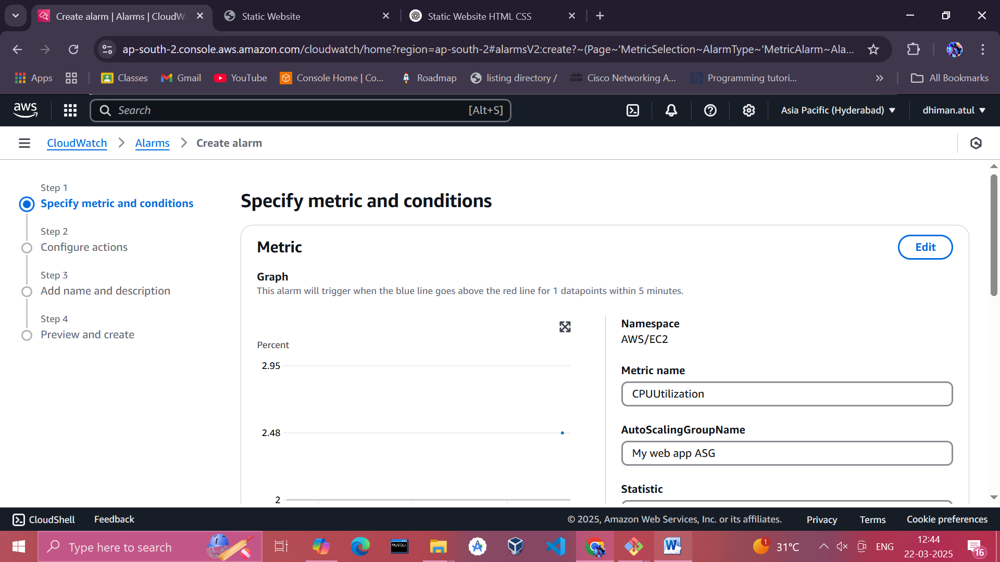 Create alarm | Alarms | CloudW
Static Website
Static Website HTML CSS
ap-south-2.console.aws.amazon.com/cloudwatch/home?region=ap-south-2#alarmsV2:create?~(Page~'MetricSelection~AlarmType~'MetricAlarm~Ala...
Apps
Classes
Gmail
YouTube
Console Home | Co...
Roadmap
listing directory /
Cisco Networking A...
Programming tutori...
All Bookmarks
aws
Search
[Alt+S]
Asia Pacific (Hyderabad)
dhiman.atul
CloudWatch
Alarms
Create alarm
Step 1
Specify metric and conditions
Step 2
Configure actions
Step 3
Add name and description
Step 4
Preview and create
Specify metric and conditions
Metric
Edit
Graph
This alarm will trigger when the blue line goes above the red line for 1 datapoints within 5 minutes.
Percent
2.95
2.48
2
Namespace
AWS/EC2
Metric name
CPUUtilization
AutoScalingGroupName
My web app ASG
Statistic
CloudShell
Feedback
© 2025, Amazon Web Services, Inc. or its affiliates.
Privacy
Terms
Cookie preferences
Type here to search
MySQL
1
31°C
ENG
12:44
22-03-2025
16